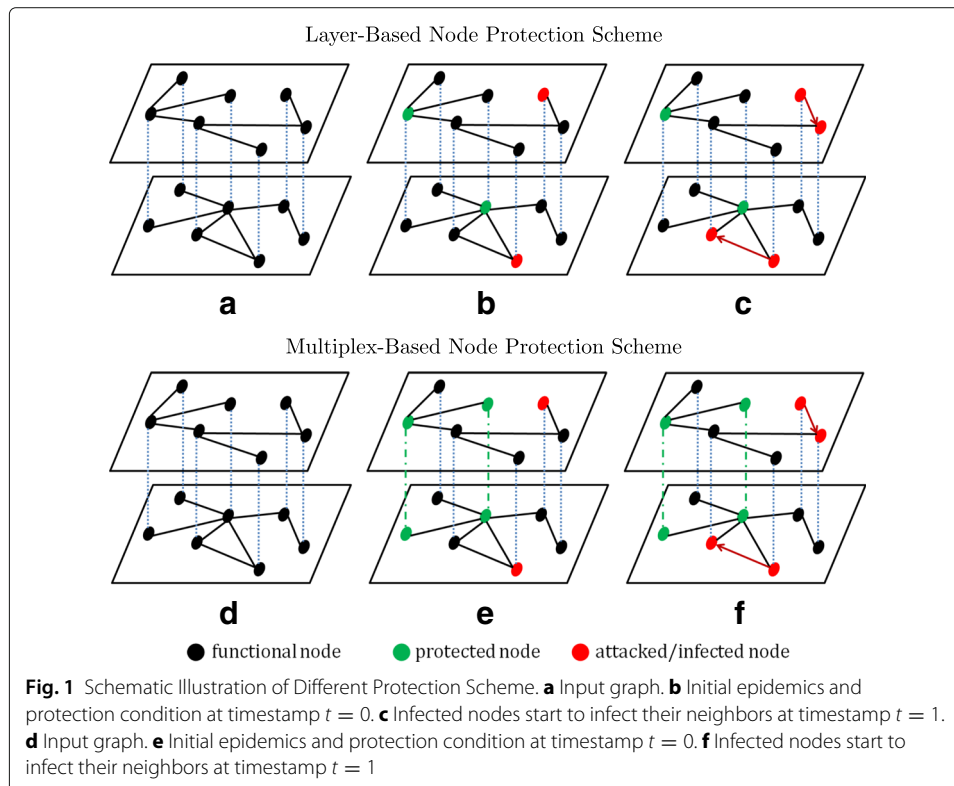 Layer-Based Node Protection Scheme
a b c
Multiplex-Based Node Protection Scheme
d e f
functional node protected node attacked/infected node
Fig. 1 Schematic Illustration of Different Protection Scheme. a Input graph. b Initial epidemics and
protection condition at timestamp t = 0. c Infected nodes start to infect their neighbors at timestamp t = 1.
d Input graph. e Initial epidemics and protection condition at timestamp t = 0. f Infected nodes start to
infect their neighbors at timestamp t = 1